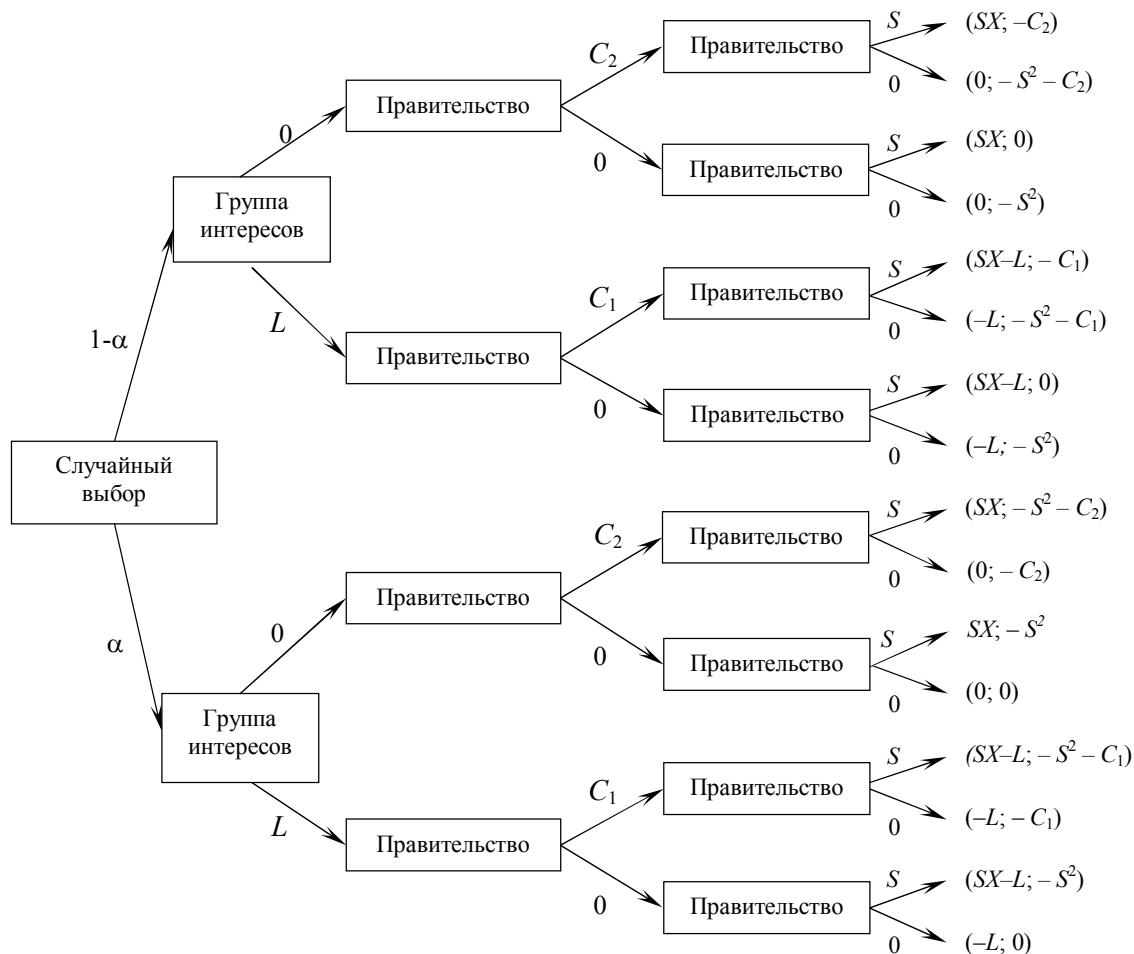 S
(SX; –C₂)
Правительство
C₂
0
(0; – S² – C₂)
Правительство
0
S
(SX; 0)
0
Правительство
0
(0; – S²)
Группа
интересов
S
(SX–L; – C₁)
C₁
Правительство
0
(–L; – S² – C₁)
L
1-α
Правительство
S
(SX–L; 0)
0
Правительство
0
(–L; – S²)
Случайный
выбор
S
(SX; – S² – C₂)
C₂
Правительство
0
(0; – C₂)
Правительство
0
α
S
SX; – S²
0
Правительство
0
(0; 0)
Группа
интересов
S
(SX–L; – S² – C₁)
C₁
Правительство
0
(–L; – C₁)
L
Правительство
S
(SX–L; – S²)
0
Правительство
0
(–L; 0)